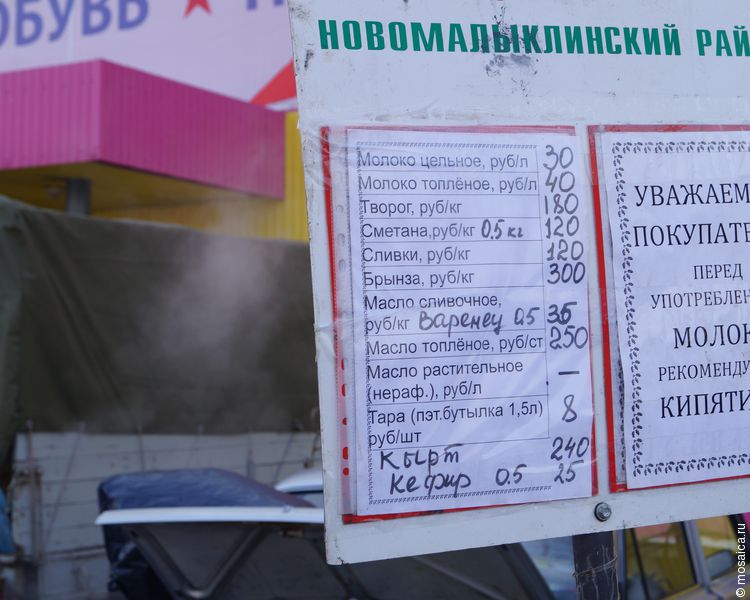 ОБУВЬ
НОВОМАЛЫКЛИНСКИЙ РАЙ
Молоко цельное, руб/л 30
Молоко топлёное, руб/л 40
Творог, руб/кг 180
Сметана,руб/кг 0,5 кг 120
Сливки, руб/кг 120
Брынза, руб/кг 300
Масло сливочное,
руб/кг Варенец 0.5 35
Масло топлёное, руб/ст 250
Масло растительное
(нераф.), руб/л –
Тара (пэт.бутылка 1,5л)
руб/шт 8
Кырт 240
Кефир 0.5 25
УВАЖАЕМ
ПОКУПАТЕ
ПЕРЕД
УПОТРЕБЛЕН
МОЛОК
РЕКОМЕНДУ
КИПЯТИ
© mosaica.ru